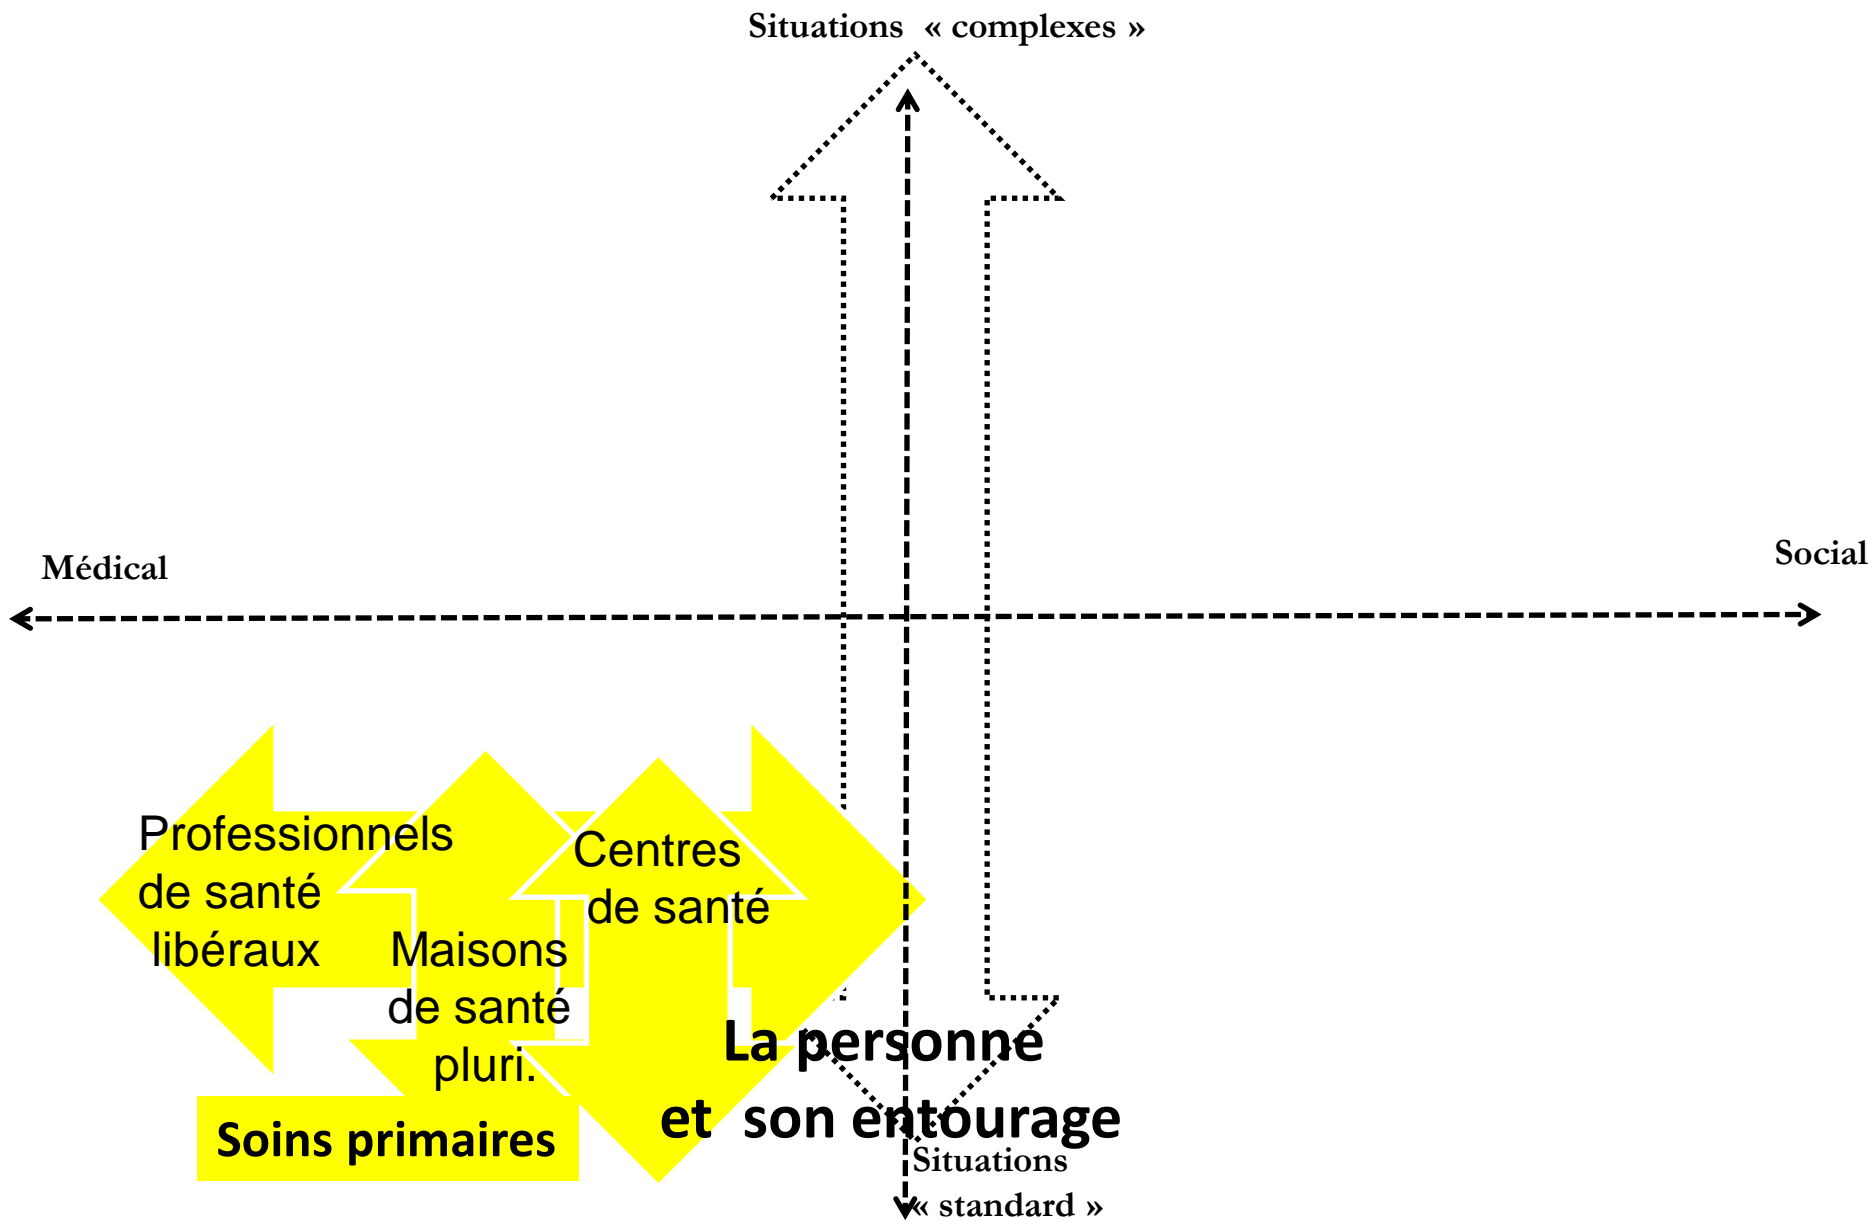 Situations « complexes »
Médical
Social
Professionnels
de santé
libéraux
Maisons
de santé
pluri.
Centres
de santé
Soins primaires
La personne
et son entourage
Situations
« standard »